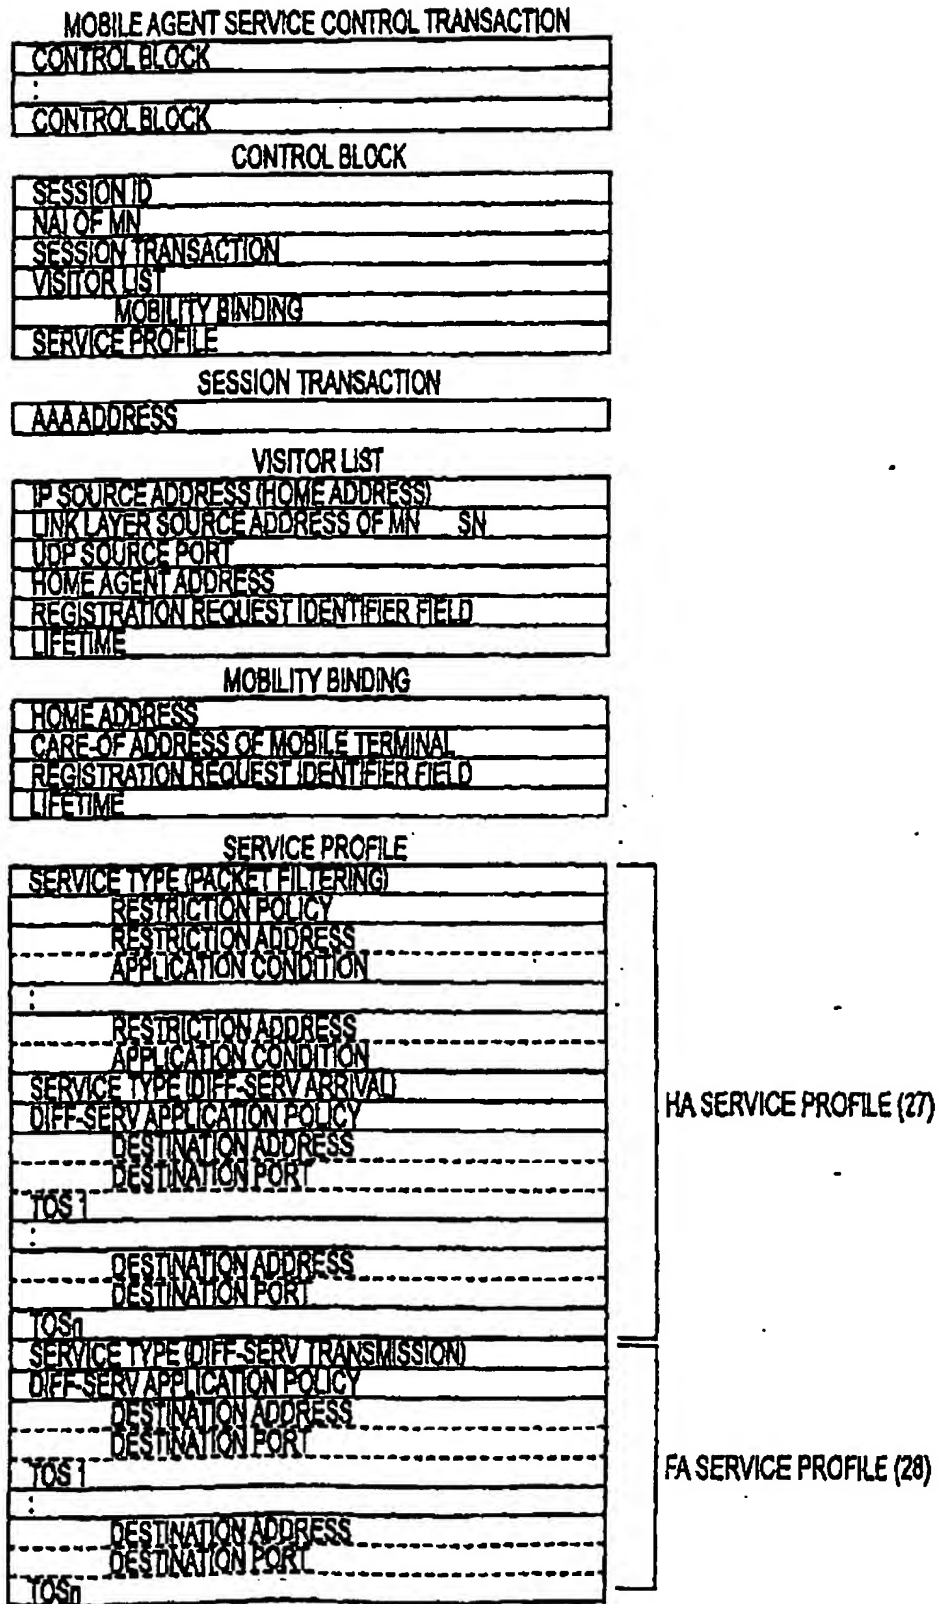 MOBILE AGENT SERVICE CONTROL TRANSACTION
CONTROL BLOCK
:
CONTROL BLOCK
CONTROL BLOCK
SESSION ID
NAI OF MN
SESSION TRANSACTION
VISITOR LIST
MOBILITY BINDING
SERVICE PROFILE
SESSION TRANSACTION
AAA ADDRESS
VISITOR LIST
IP SOURCE ADDRESS (HOME ADDRESS)
LINK LAYER SOURCE ADDRESS OF MN SN
UDP SOURCE PORT
HOME AGENT ADDRESS
REGISTRATION REQUEST IDENTIFIER FIELD
LIFETIME
MOBILITY BINDING
HOME ADDRESS
CARE-OF ADDRESS OF MOBILE TERMINAL
REGISTRATION REQUEST IDENTIFIER FIELD
LIFETIME
SERVICE PROFILE
SERVICE TYPE (PACKET FILTERING)
RESTRICTION POLICY
RESTRICTION ADDRESS
APPLICATION CONDITION
:
RESTRICTION ADDRESS
APPLICATION CONDITION
SERVICE TYPE (DIFF-SERV ARRIVAL)
DIFF-SERV APPLICATION POLICY
DESTINATION ADDRESS
DESTINATION PORT
TOS 1
:
DESTINATION ADDRESS
DESTINATION PORT
TOSn
HA SERVICE PROFILE (27)
SERVICE TYPE (DIFF-SERV TRANSMISSION)
DIFF-SERV APPLICATION POLICY
DESTINATION ADDRESS
DESTINATION PORT
TOS 1
:
DESTINATION ADDRESS
DESTINATION PORT
TOSn
FA SERVICE PROFILE (28)